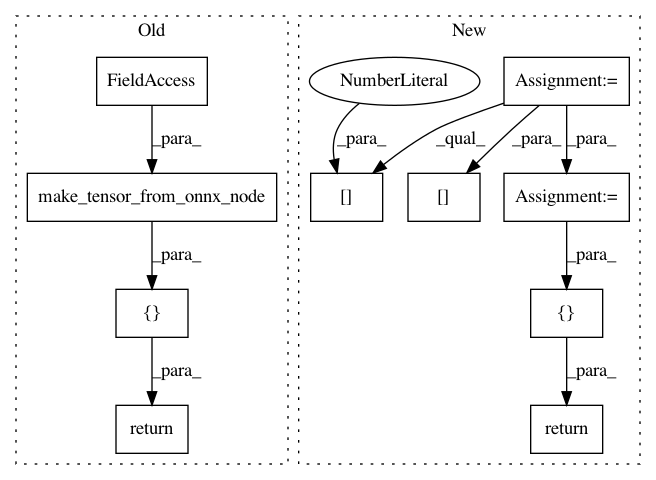 Old
New
FieldAccess
NumberLiteral
Assignment:=
_para_
_para_
_qual_
_para_
_para_
make_tensor_from_onnx_node
[]
[]
Assignment:=
_para_
_para_
{}
{}
_para_
_para_
return
return